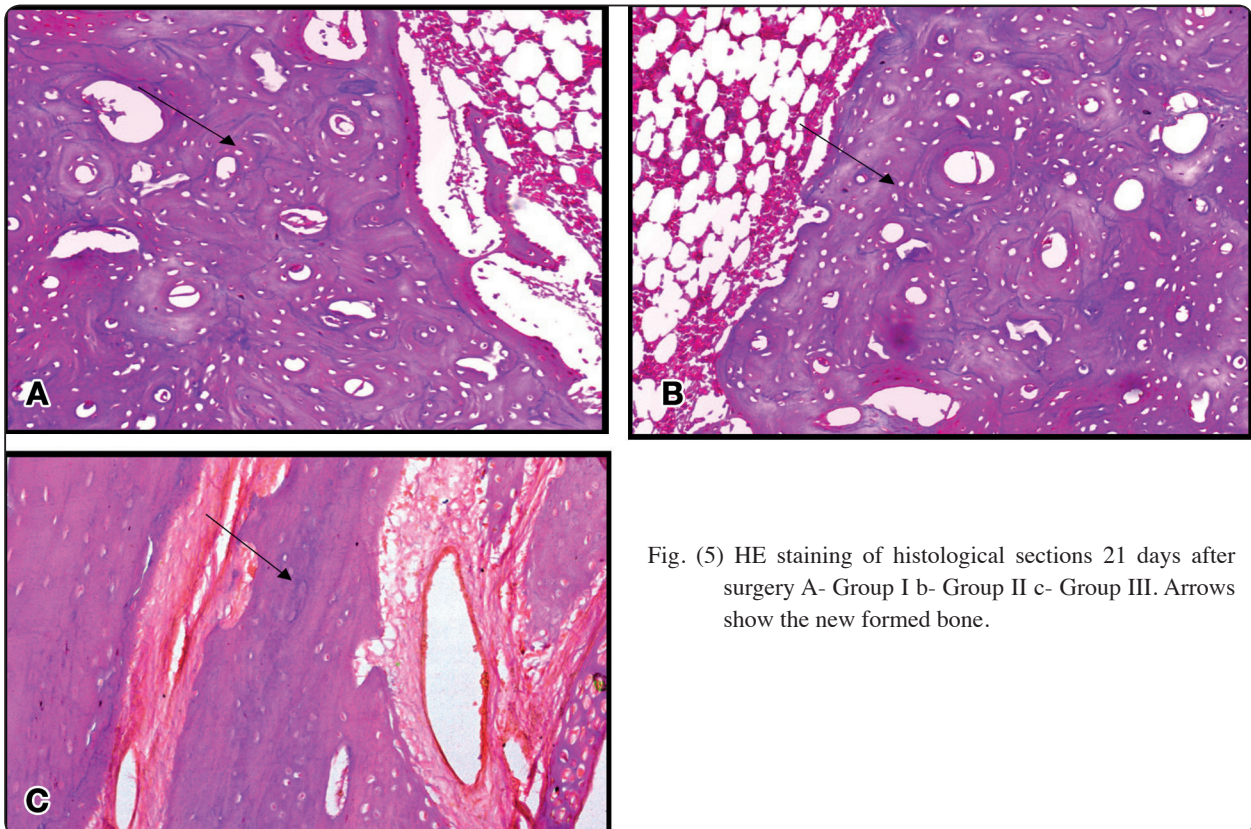 A
B
C
Fig. (5) HE staining of histological sections 21 days after
surgery A- Group I b- Group II c- Group III. Arrows
show the new formed bone.